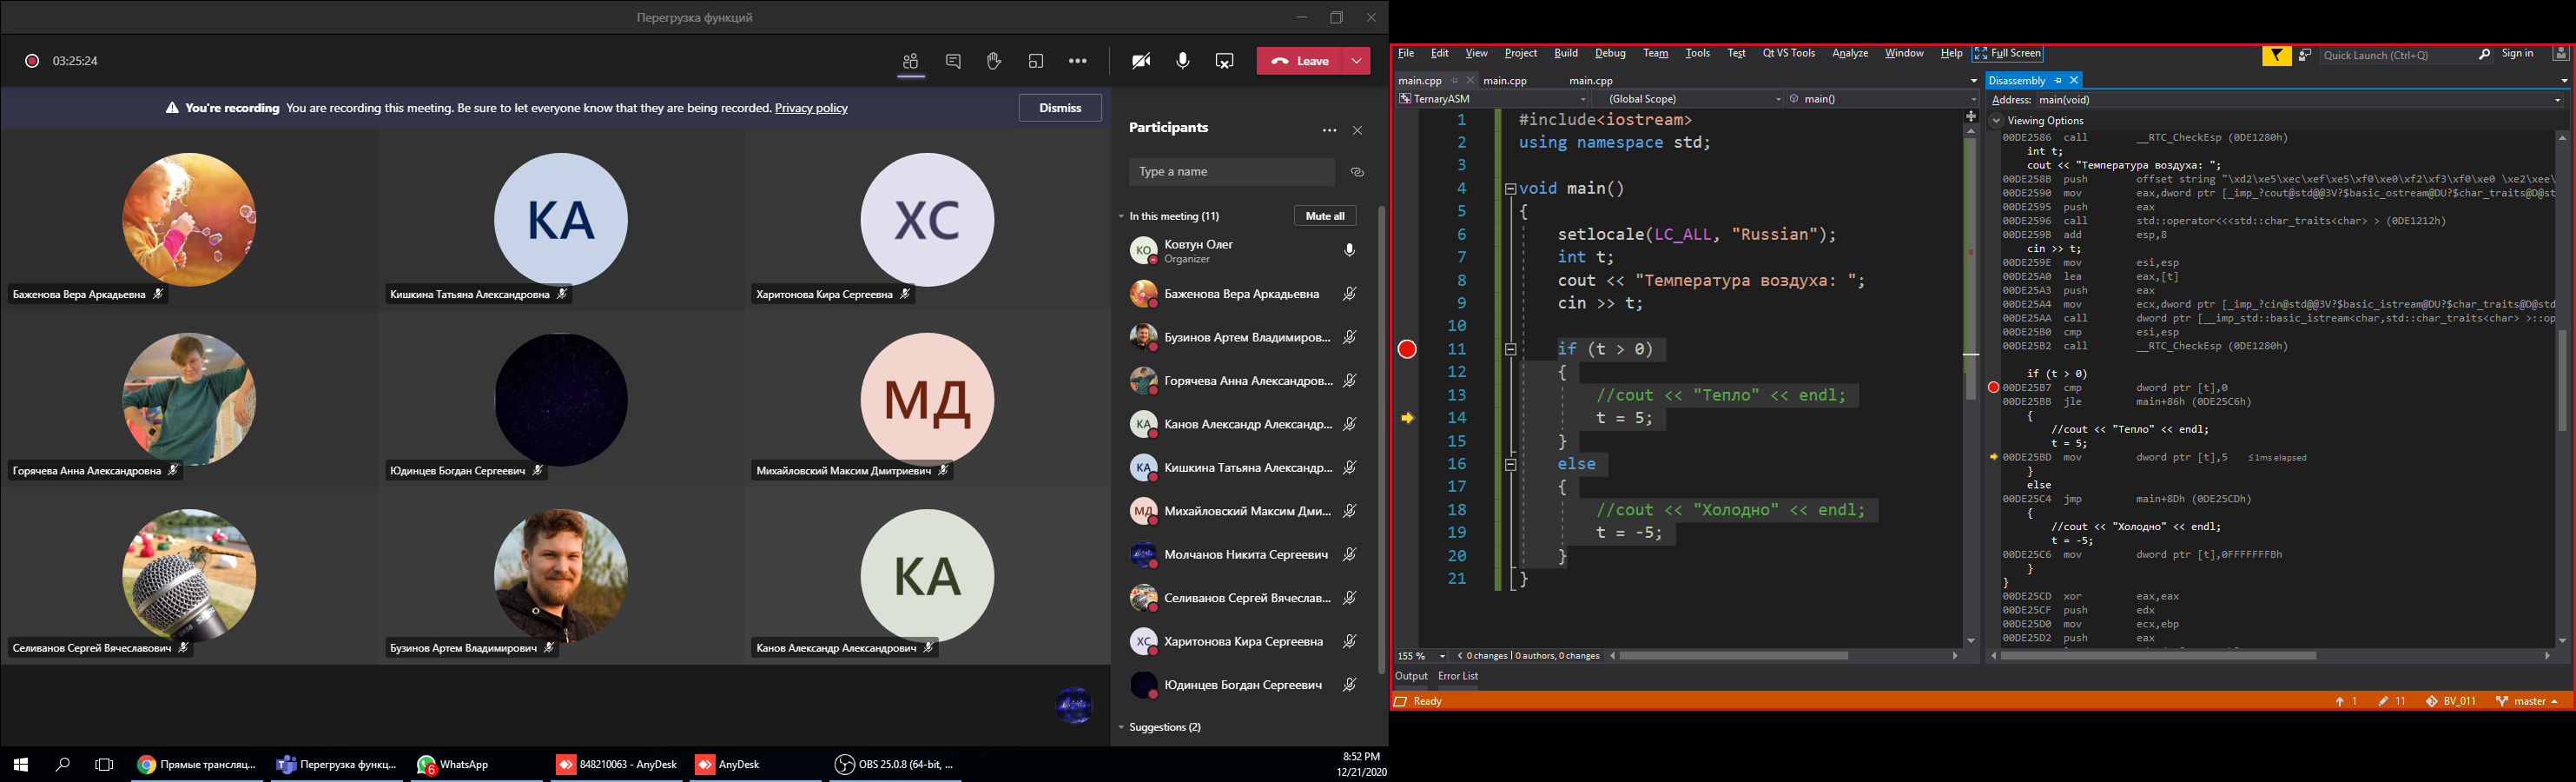 Перегрузка функций
03:25:24
Leave
You're recording You are recording this meeting. Be sure to let everyone know that they are being recorded. Privacy policy
Dismiss
Баженова Вера Аркадьевна
КА
Кишкина Татьяна Александровна
ХС
Харитонова Кира Сергеевна
Горячева Анна Александровна
Юдинцев Богдан Сергеевич
МД
Михайловский Максим Дмитриевич
Селиванов Сергей Вячеславович
Бузинов Артем Владимирович
КА
Канов Александр Александрович
Participants
Type a name
In this meeting (11)
Mute all
КО
Ковтун Олег
Organizer
Баженова Вера Аркадьевна
Бузинов Артем Владимиров...
Горячева Анна Александров...
КА
Канов Александр Александр...
КА
Кишкина Татьяна Александр...
МД
Михайловский Максим Дми...
Молчанов Никита Сергеевич
Селиванов Сергей Вячеслав...
ХС
Харитонова Кира Сергеевна
Юдинцев Богдан Сергеевич
Suggestions (2)
File Edit View Project Build Debug Team Tools Test Qt VS Tools Analyze Window Help Full Screen
Quick Launch (Ctrl+Q)
Sign in
main.cpp main.cpp main.cpp
TernaryASM (Global Scope) main()
1 #include<iostream>
2 using namespace std;
3
4 void main()
5 {
6 setlocale(LC_ALL, "Russian");
7 int t;
8 cout << "Температура воздуха: ";
9 cin >> t;
10
11 if (t > 0)
12 {
13 //cout << "Тепло" << endl;
14 t = 5;
15 }
16 else
17 {
18 //cout << "Холодно" << endl;
19 t = -5;
20 }
21 }
155 %
0 changes | 0 authors, 0 changes
Output Error List
Ready
1 11 BV_011 master
Disassembly
Address: main(void)
Viewing Options
00DE2586 call __RTC_CheckEsp (0DE1280h)
int t;
cout << "Температура воздуха: ";
00DE258B push offset string "\xd2\xe5\xec\xef\xe5\xf0\xe0\xf2\xf3\xf0\xe0 \xe2\xee\
00DE2590 mov eax,dword ptr [_imp_?cout@std@@3V?$basic_ostream@DU?$char_traits@D@st
00DE2595 push eax
00DE2596 call std::operator<<<std::char_traits<char> > (0DE1212h)
00DE259B add esp,8
cin >> t;
00DE259E mov esi,esp
00DE25A0 lea eax,[t]
00DE25A3 push eax
00DE25A4 mov ecx,dword ptr [_imp_?cin@std@@3V?$basic_istream@DU?$char_traits@D@std
00DE25AA call dword ptr [__imp_std::basic_istream<char,std::char_traits<char> >::op
00DE25B0 cmp esi,esp
00DE25B2 call __RTC_CheckEsp (0DE1280h)
if (t > 0)
00DE25B7 cmp dword ptr [t],0
00DE25BB jle main+86h (0DE25C6h)
{
//cout << "Тепло" << endl;
t = 5;
00DE25BD mov dword ptr [t],5 ≤1ms elapsed
}
else
00DE25C4 jmp main+8Dh (0DE25CDh)
{
//cout << "Холодно" << endl;
t = -5;
00DE25C6 mov dword ptr [t],0FFFFFFFBh
}
}
00DE25CD xor eax,eax
00DE25CF push edx
00DE25D0 mov ecx,ebp
00DE25D2 push eax
Прямые трансляц...
Перегрузка функц...
6
WhatsApp
848210063 - AnyDesk
AnyDesk
OBS 25.0.8 (64-bit, ...
8:52 PM
12/21/2020